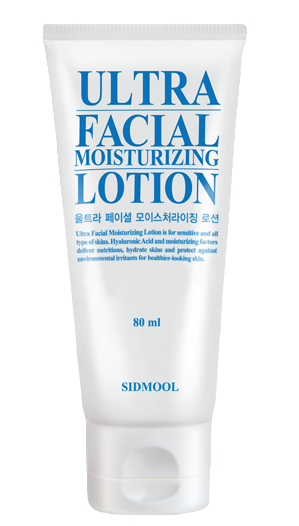 ULTRA
FACIAL
MOISTURIZING
LOTION
울트라 페이셜 모이스처라이징 로션
Ultra Facial Moisturizing Lotion is for sensitive and all
type of skins. Hyaluronic Acid and moisturizing factors
deliver nutritions, hydrate skins and protect against
environmental irritants for healthier-looking skin.
80 ml
SIDMOOL